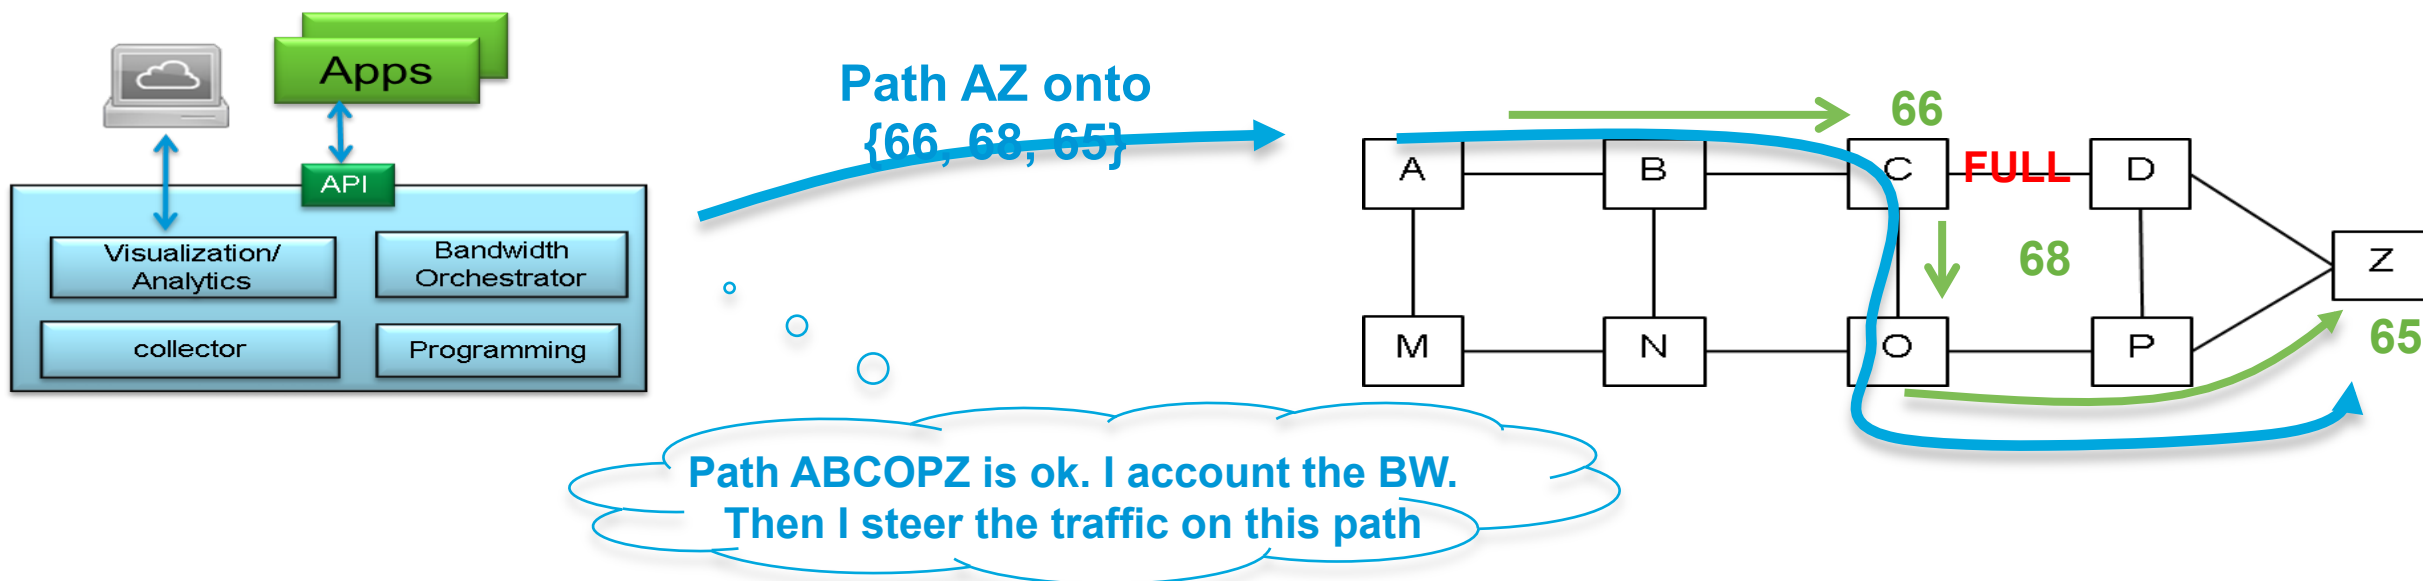 Apps
API
Visualization/
Analytics
Bandwidth
Orchestrator
collector
Programming
Path AZ onto
{66, 68, 65}
Path ABCOPZ is ok. I account the BW.
Then I steer the traffic on this path
66
A
B
C
FULL
D
68
Z
M
N
O
P
65